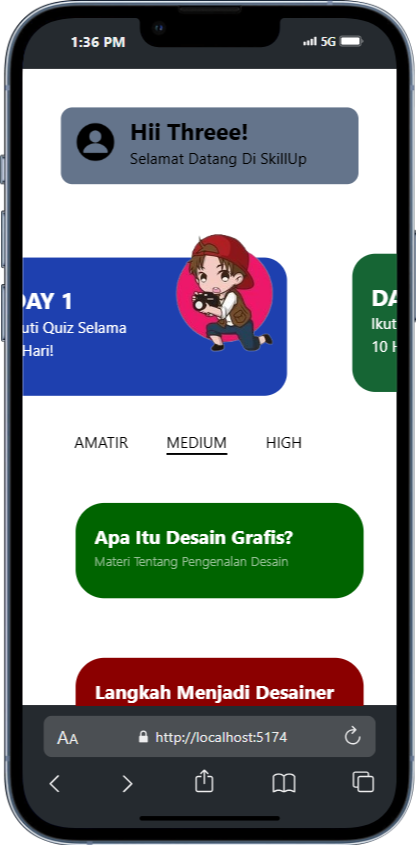 1:36 PM
5G
Hii Threee!
Selamat Datang Di SkillUp
DAY 1
uti Quiz Selama
Hari!
DA
Ikut
10 H
AMATIR MEDIUM HIGH
Apa Itu Desain Grafis?
Materi Tentang Pengenalan Desain
Langkah Menjadi Desainer
AA
http://localhost:5174